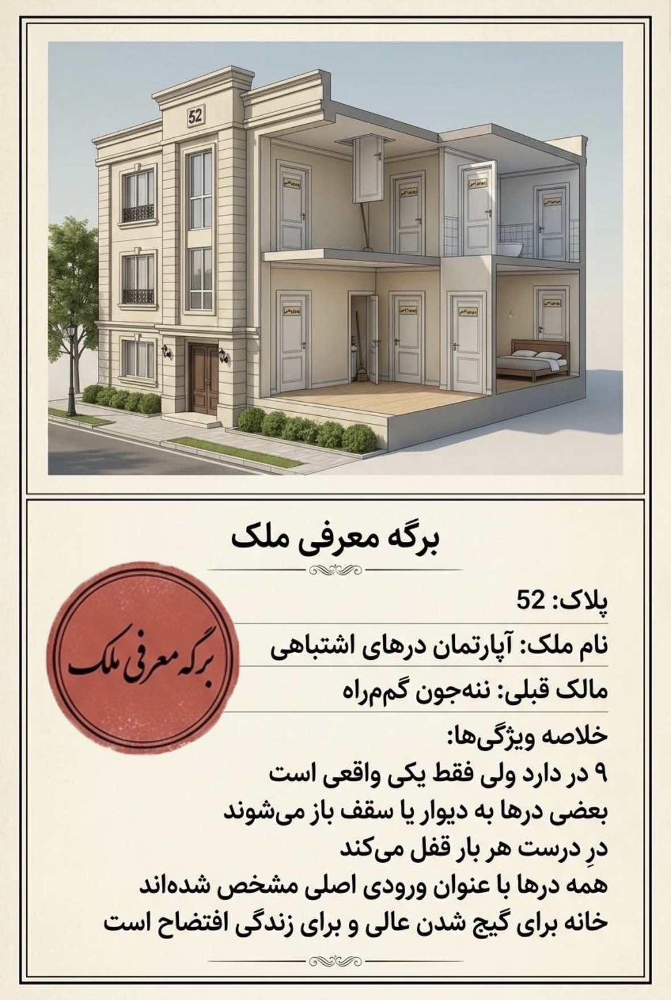 52
برگه معرفی ملک
پلاک: 52
نام ملک: آپارتمان درهای اشتباهی
مالک قبلی: ننه‌جون گم‌م‌راه
برگه معرفی ملک
خلاصه ویژگی‌ها:
۹ در دارد ولی فقط یکی واقعی است
بعضی درها به دیوار یا سقف باز می‌شوند
درِ درست هر بار قفل می‌کند
همه درها با عنوان ورودی اصلی مشخص شده‌اند
خانه برای گیج شدن عالی و برای زندگی افتضاح است